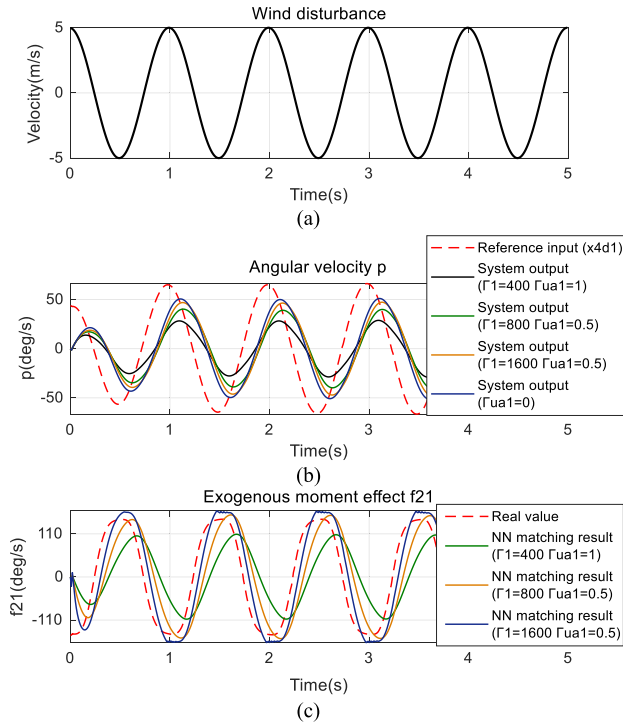 Wind disturbance
5
0
-5
Velocity(m/s)
0 1 2 3 4 5
Time(s)
(a)
Angular velocity p
50
0
-50
p(deg/s)
0 1 2 3 4 5
Time(s)
Reference input (x4d1)
System output
(Γ1=400 Γua1=1)
System output
(Γ1=800 Γua1=0.5)
System output
(Γ1=1600 Γua1=0.5)
System output
(Γua1=0)
(b)
Exogenous moment effect f21
110
0
-110
f21(deg/s)
0 1 2 3 4 5
Time(s)
Real value
NN matching result
(Γ1=400 Γua1=1)
NN matching result
(Γ1=800 Γua1=0.5)
NN matching result
(Γ1=1600 Γua1=0.5)
(c)